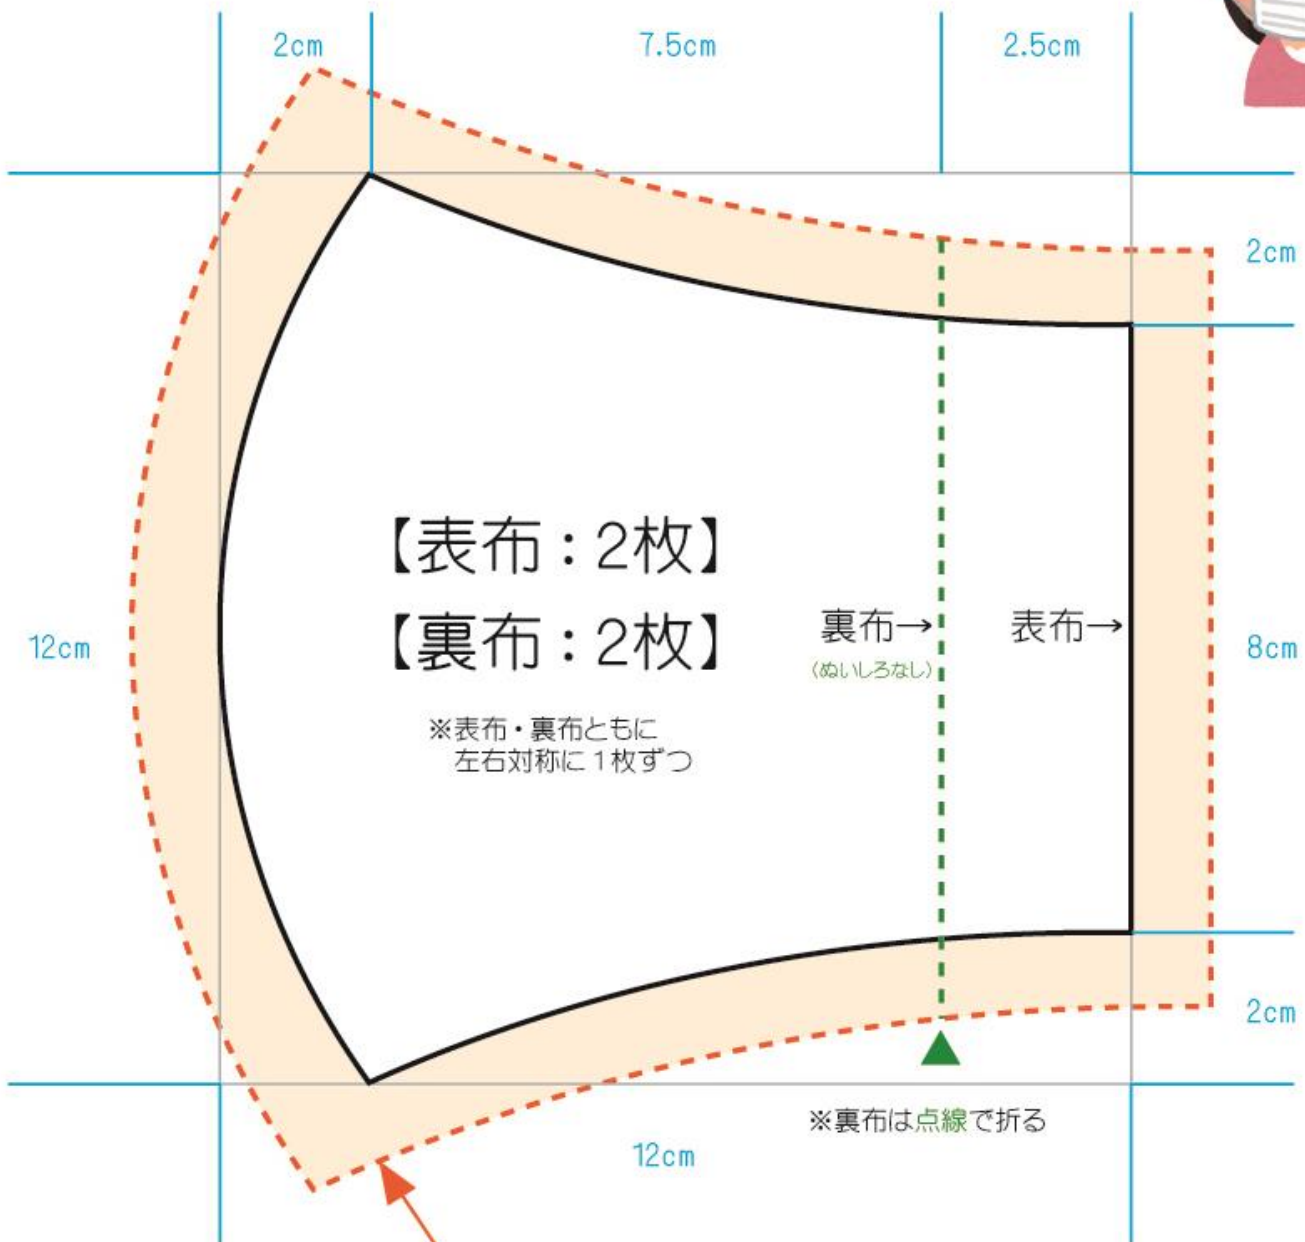 2cm
7.5cm
2.5cm
2cm
【表布：2枚】
【裏布：2枚】
裏布→
表布→
12cm
8cm
（ぬいしろなし）
※表布・裏布ともに
左右対称に1枚ずつ
2cm
※裏布は点線で折る
12cm